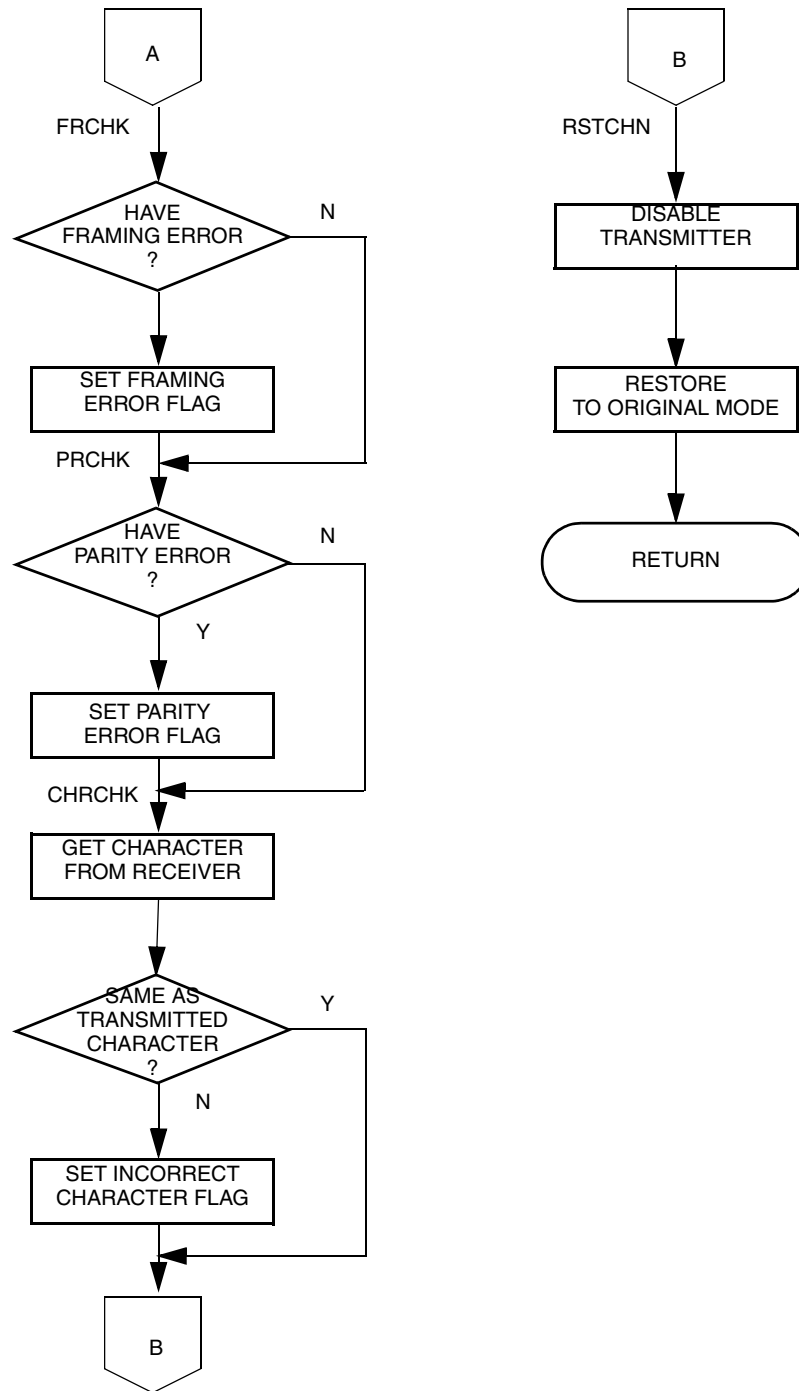 A
FRCHK
HAVE
FRAMING ERROR
?
N
SET FRAMING
ERROR FLAG
PRCHK
HAVE
PARITY ERROR
?
N
Y
SET PARITY
ERROR FLAG
CHRCHK
GET CHARACTER
FROM RECEIVER
SAME AS
TRANSMITTED
CHARACTER
?
Y
N
SET INCORRECT
CHARACTER FLAG
B
B
RSTCHN
DISABLE
TRANSMITTER
RESTORE
TO ORIGINAL MODE
RETURN